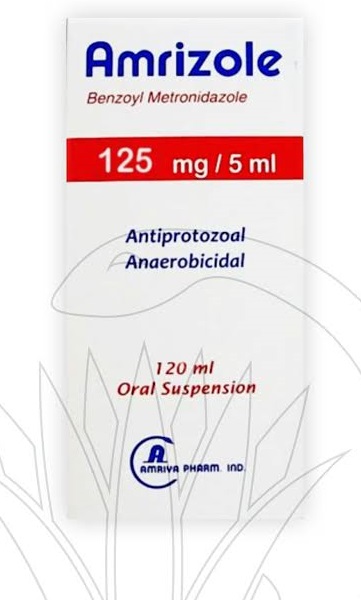 Amrizole
Benzoyl Metronidazole
125 mg / 5 ml
Antiprotozoal
Anaerobicidal
120 ml
Oral Suspension
A
AMRIYA PHARM. IND.